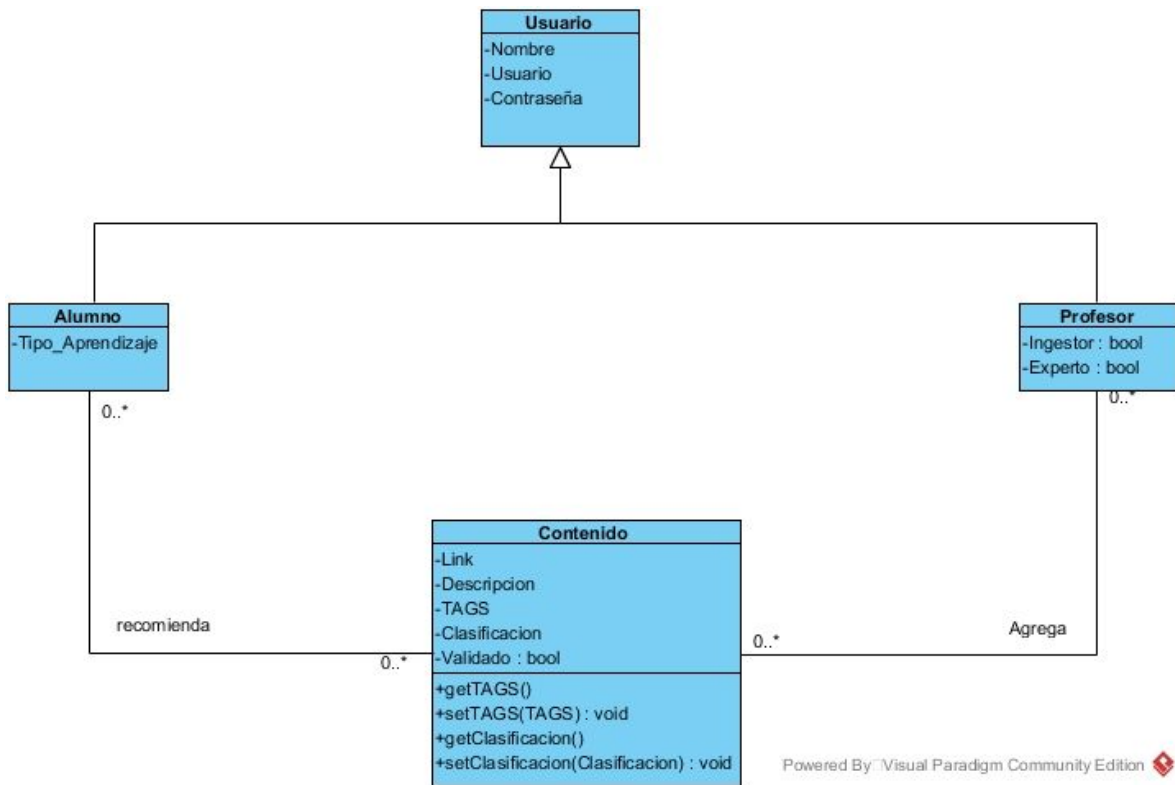 Usuario
-Nombre
-Usuario
-Contraseña
Alumno
-Tipo_Aprendizaje
0..*
Profesor
-Ingestor : bool
-Experto : bool
0..*
recomienda
0..*
Contenido
-Link
-Descripcion
-TAGS
-Clasificacion
-Validado : bool
+getTAGS()
+setTAGS(TAGS) : void
+getClasificacion()
+setClasificacion(Clasificacion) : void
0..*
Agrega
Powered By Visual Paradigm Community Edition